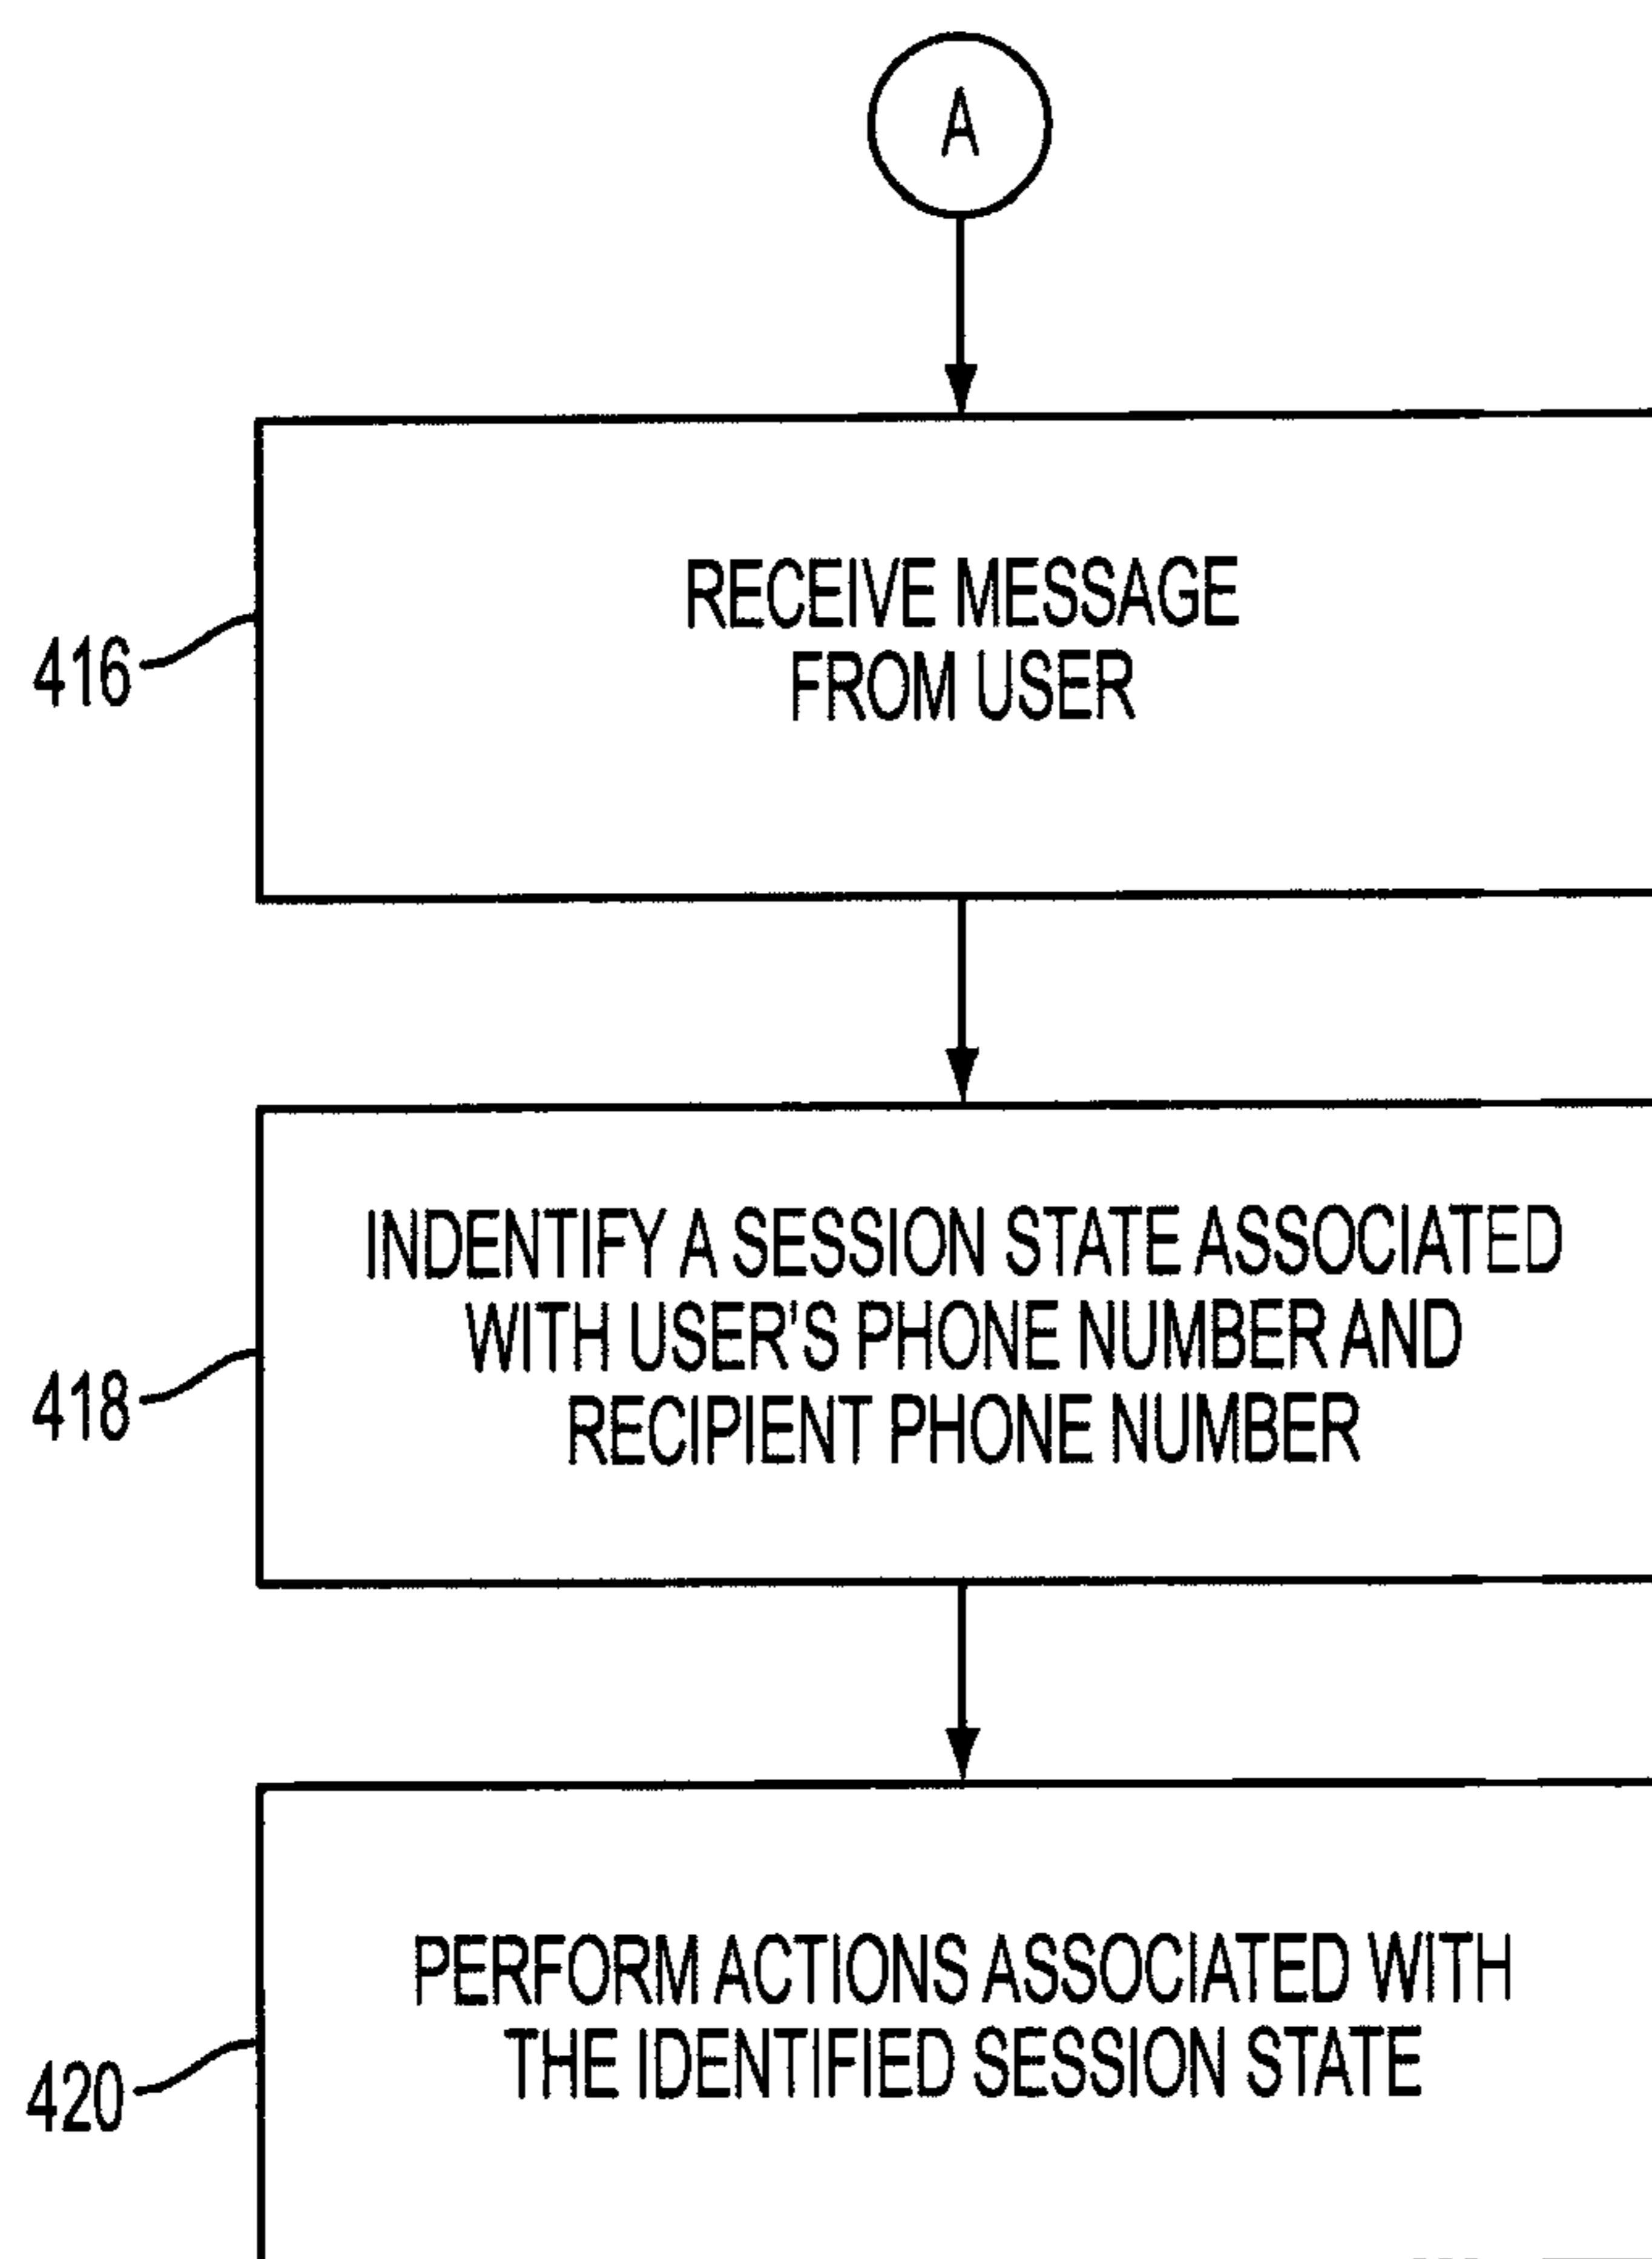 A
RECEIVE MESSAGE
FROM USER
416
INDENTIFY A SESSION STATE ASSOCIATED
WITH USER'S PHONE NUMBER AND
RECIPIENT PHONE NUMBER
418
PERFORM ACTIONS ASSOCIATED WITH
THE IDENTIFIED SESSION STATE
420